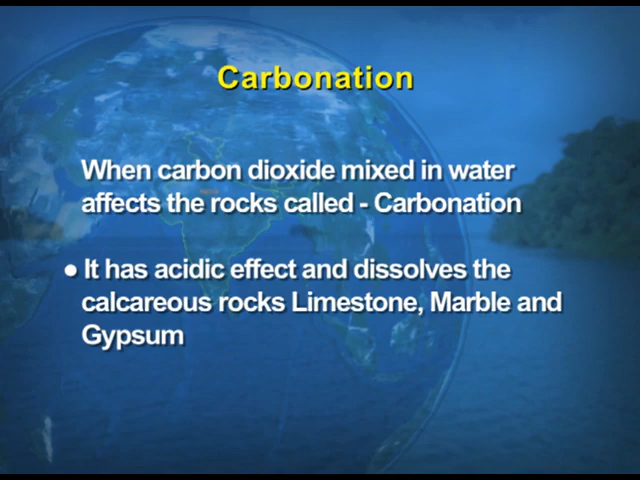 Carbonation
When carbon dioxide mixed in water
affects the rocks called - Carbonation
● It has acidic effect and dissolves the
calcareous rocks Limestone, Marble and
Gypsum